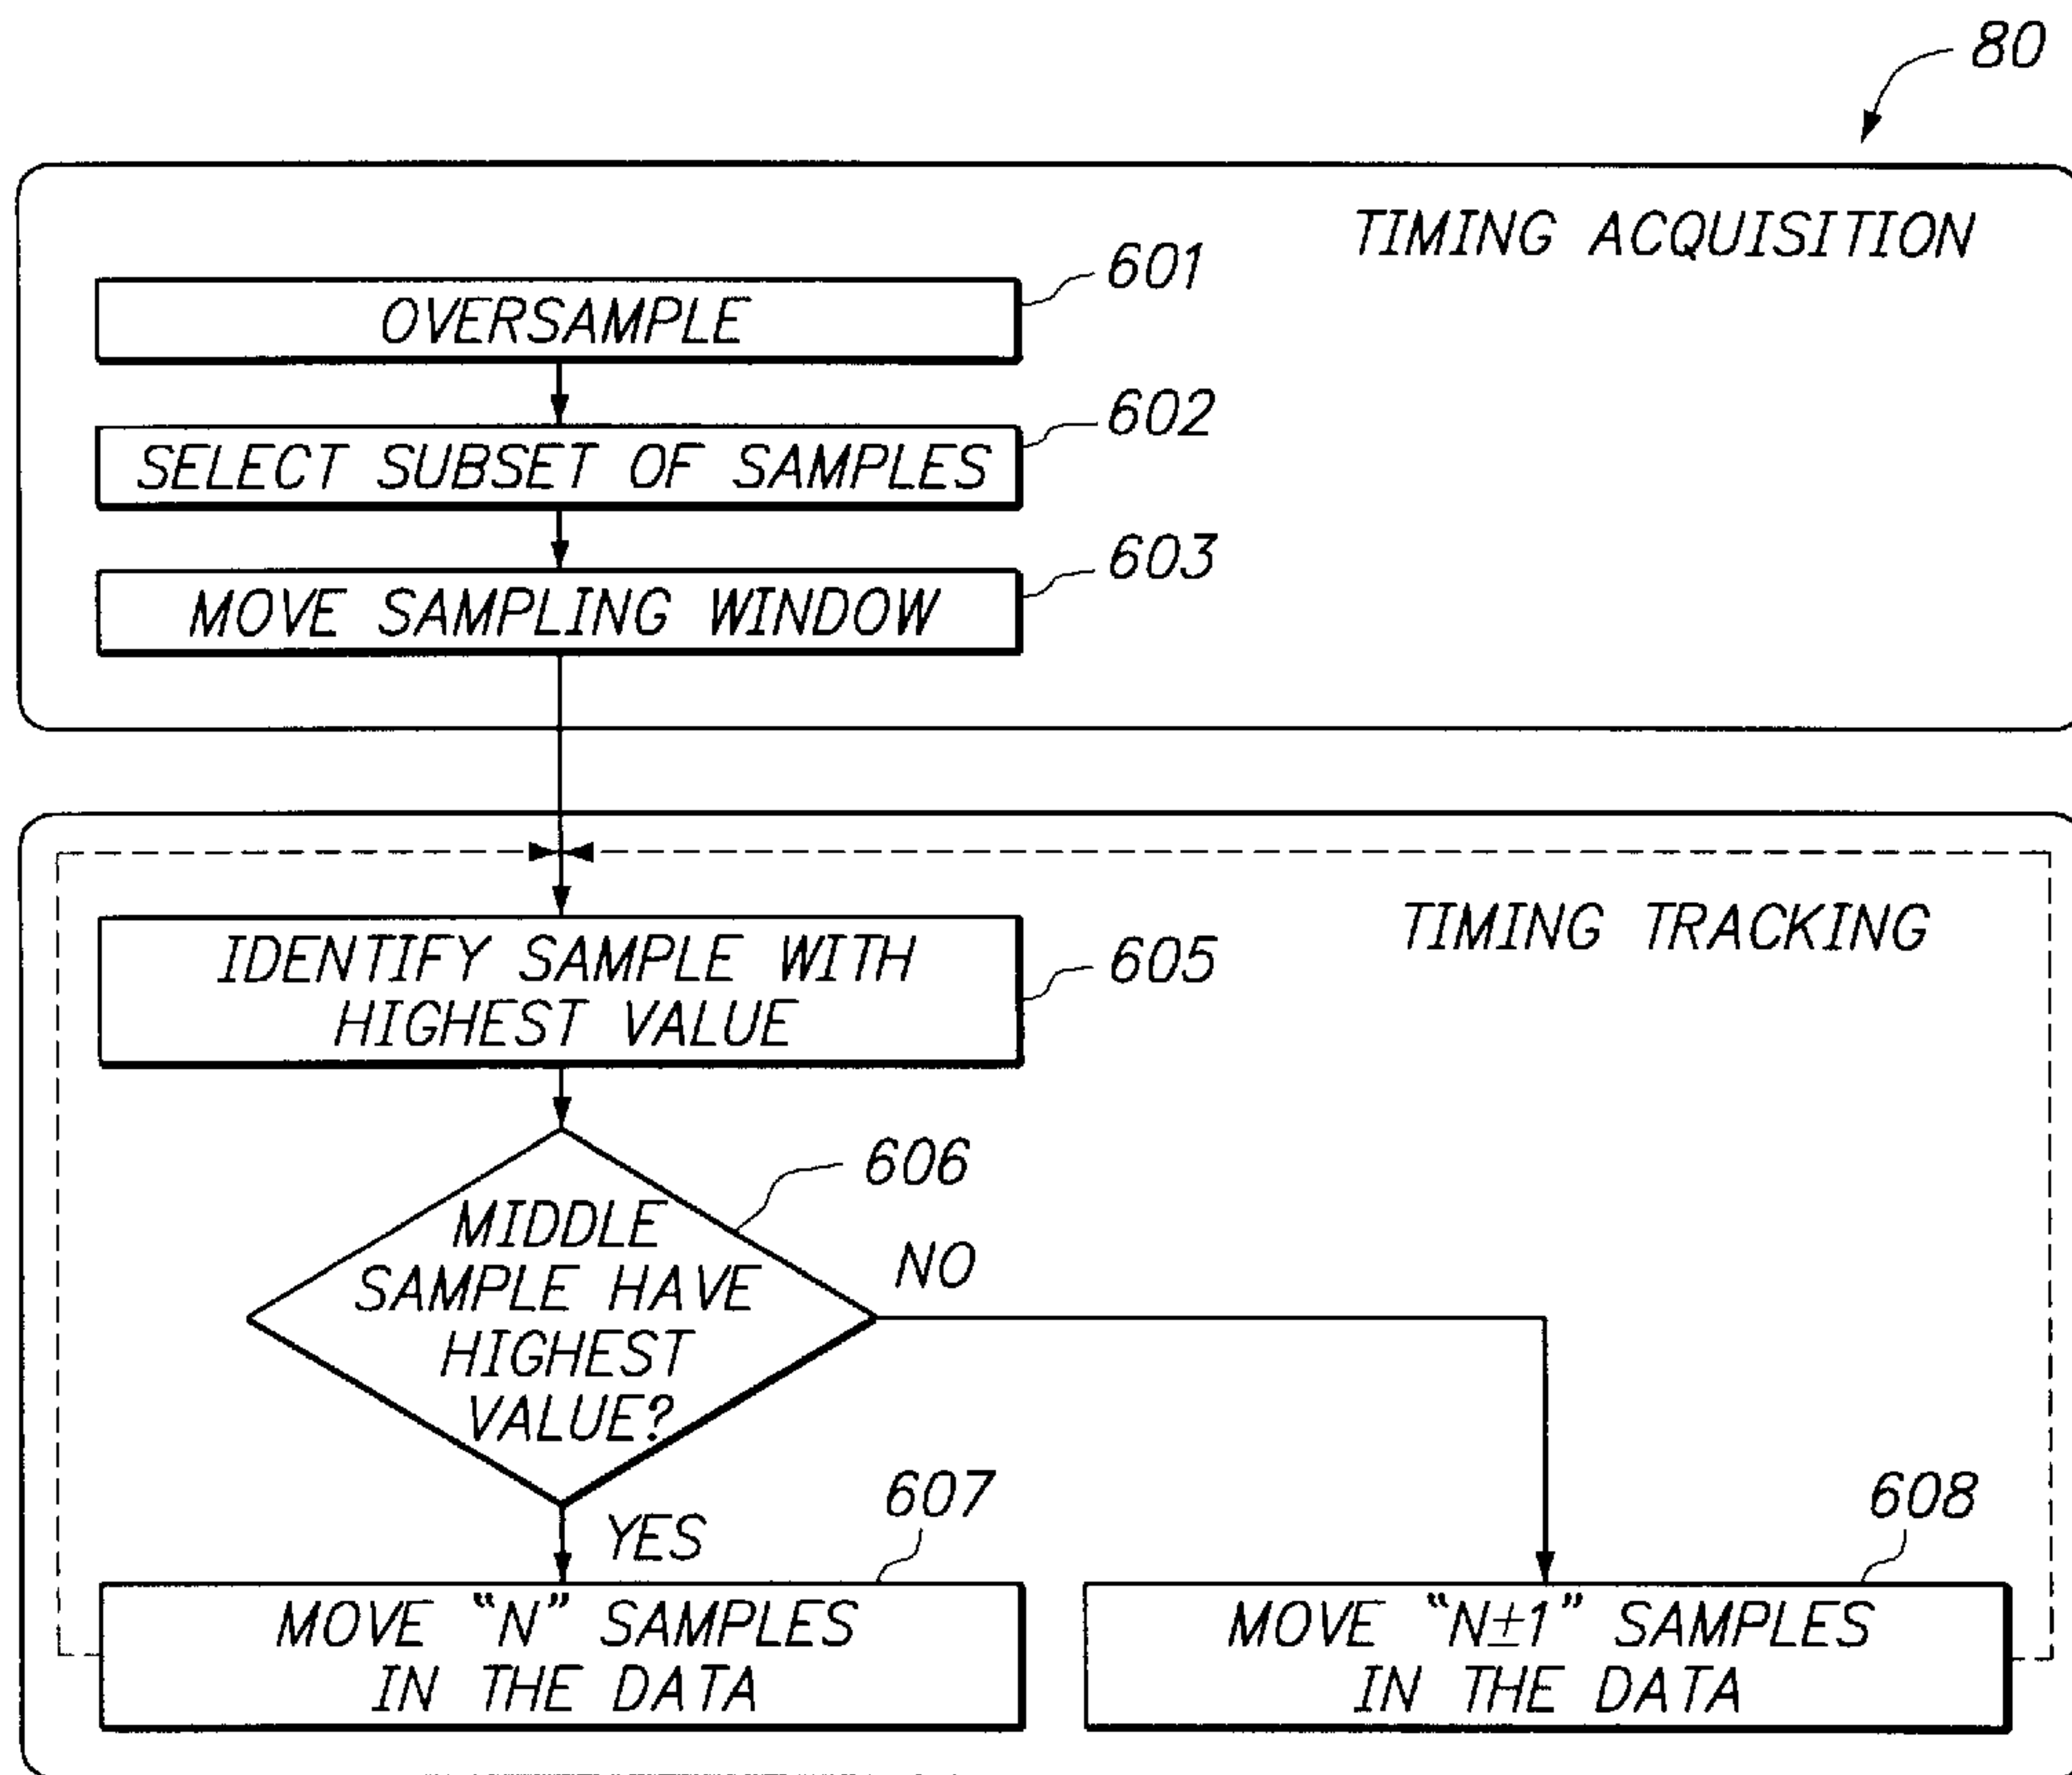 80
TIMING ACQUISITION
601
OVERSAMPLE
602
SELECT SUBSET OF SAMPLES
603
MOVE SAMPLING WINDOW
TIMING TRACKING
IDENTIFY SAMPLE WITH
HIGHEST VALUE
605
606
MIDDLE
SAMPLE HAVE
HIGHEST
VALUE?
NO
YES
607
MOVE “N” SAMPLES
IN THE DATA
608
MOVE “N±1” SAMPLES
IN THE DATA